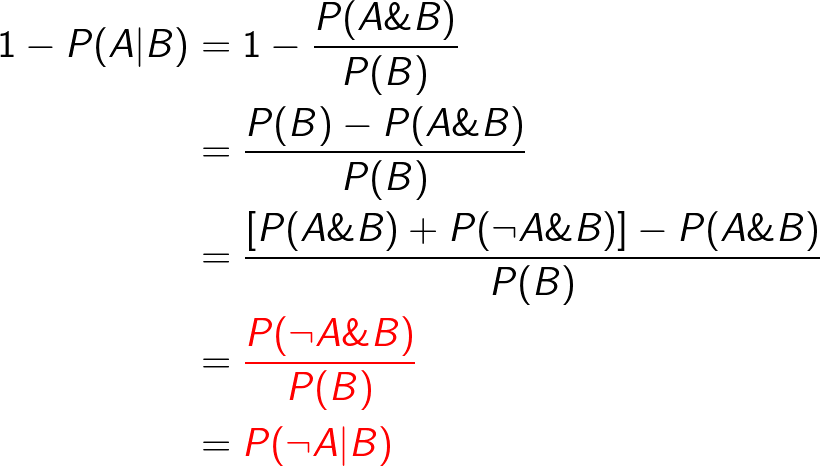 1 − P(A|B) = 1 − P(A&B) / P(B)
= P(B) − P(A&B) / P(B)
= [P(A&B) + P(¬A&B)] − P(A&B) / P(B)
= P(¬A&B) / P(B)
= P(¬A|B)